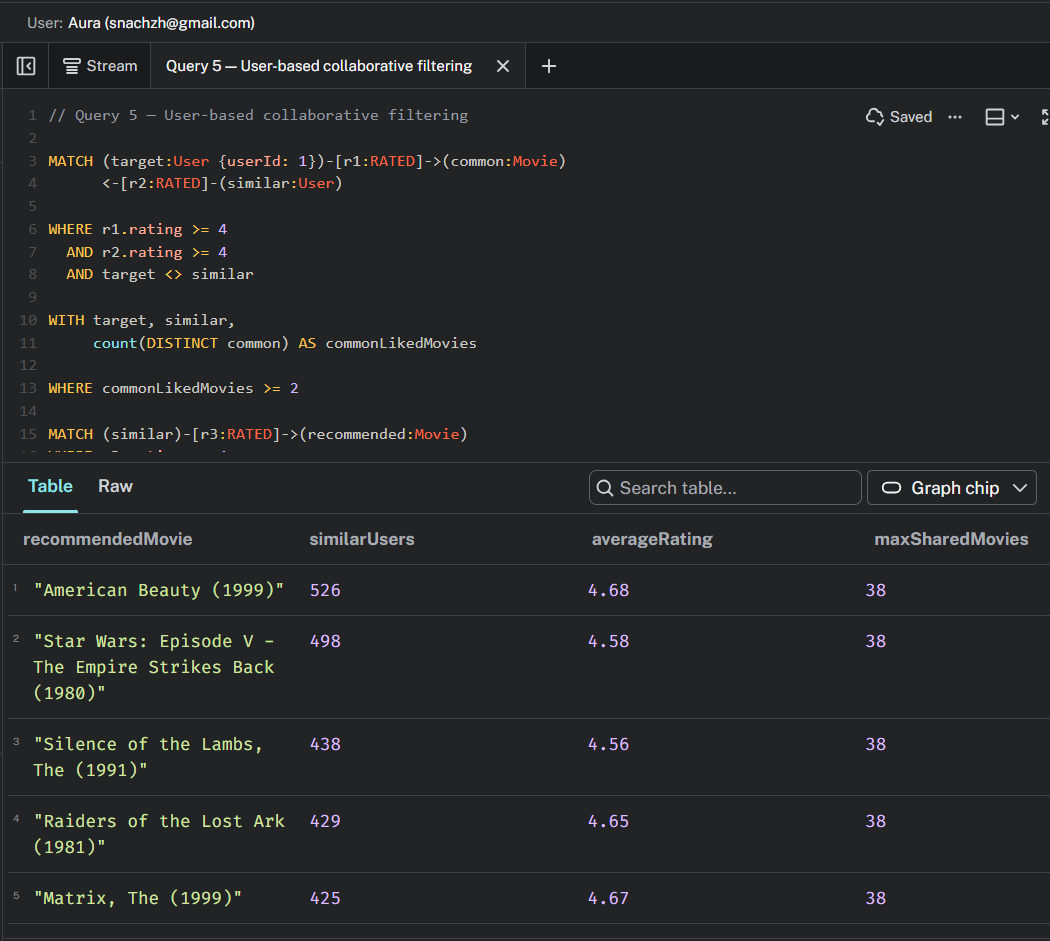 User: Aura (snachzh@gmail.com)
Stream
Query 5 — User-based collaborative filtering
1 // Query 5 — User-based collaborative filtering
Saved
2
3 MATCH (target:User {userId: 1})-[r1:RATED]->(common:Movie)
4 <-[r2:RATED]-(similar:User)
5
6 WHERE r1.rating >= 4
7 AND r2.rating >= 4
8 AND target <> similar
9
10 WITH target, similar,
11 count(DISTINCT common) AS commonLikedMovies
12
13 WHERE commonLikedMovies >= 2
14
15 MATCH (similar)-[r3:RATED]->(recommended:Movie)
Table Raw
Search table...
Graph chip
recommendedMovie similarUsers averageRating maxSharedMovies
1 "American Beauty (1999)" 526 4.68 38
2 "Star Wars: Episode V – 498 4.58 38
The Empire Strikes Back
(1980)"
3 "Silence of the Lambs, 438 4.56 38
The (1991)"
4 "Raiders of the Lost Ark 429 4.65 38
(1981)"
5 "Matrix, The (1999)" 425 4.67 38